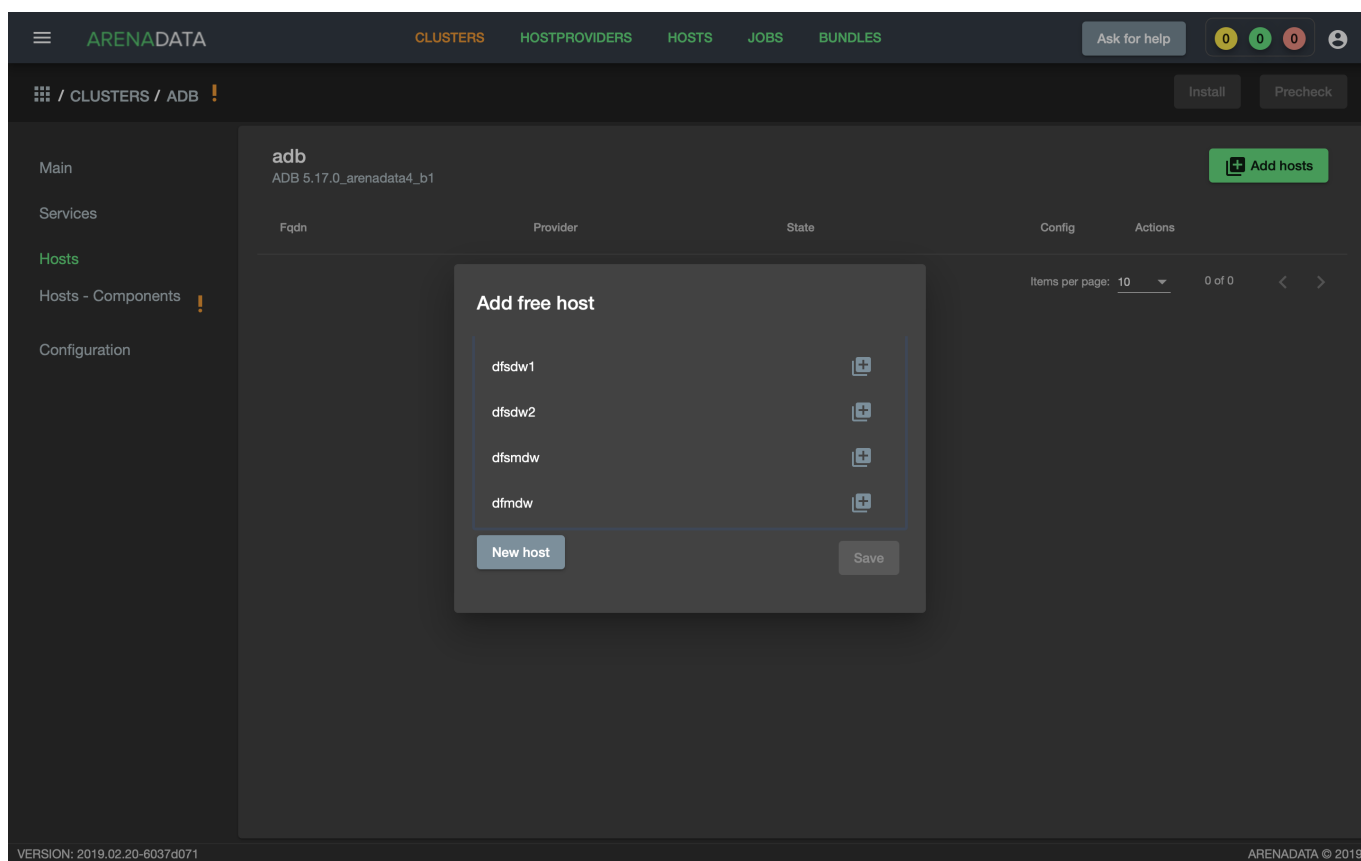 ARENADATA CLUSTERS HOSTPROVIDERS HOSTS JOBS BUNDLES Ask for help 0 0 0
/ CLUSTERS / ADB ! Install Precheck
Main
Services
Hosts
Hosts - Components !
Configuration
adb
ADB 5.17.0_arenadata4_b1
Add hosts
Fqdn Provider State Config Actions
Items per page: 10 0 of 0
Add free host
dfsdw1
dfsdw2
dfsmdw
dfmdw
New host Save
VERSION: 2019.02.20-6037d071 ARENADATA © 2019